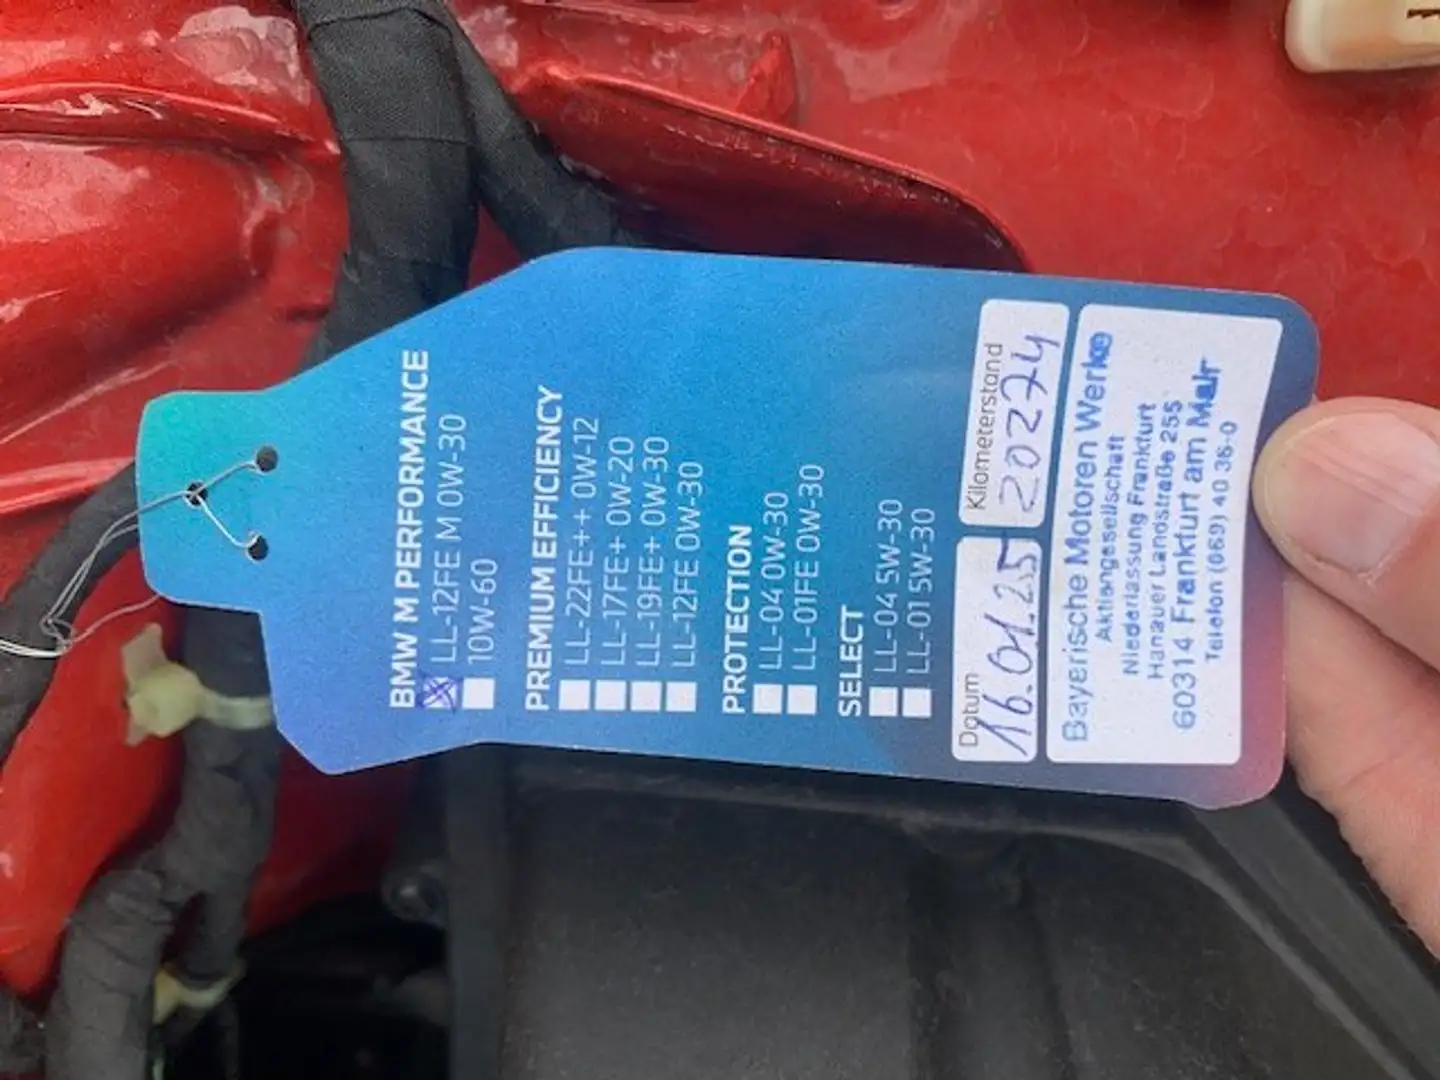 BMW M PERFORMANCE
LL-12FE M 0W-30
10W-60
PREMIUM EFFICIENCY
LL-22FE++ 0W-12
LL-17FE+ 0W-20
LL-19FE+ 0W-30
LL-12FE 0W-30
PROTECTION
LL-04 0W-30
LL-01FE 0W-30
SELECT
LL-04 5W-30
LL-01 5W-30
Datum
16.01.25
Kilometerstand
20274
Bayerische Motoren Werke
Aktiengesellschaft
Niederlassung Frankfurt
Hanauer Landstraße 255
60314 Frankfurt am Main
Telefon (069) 40 36-0